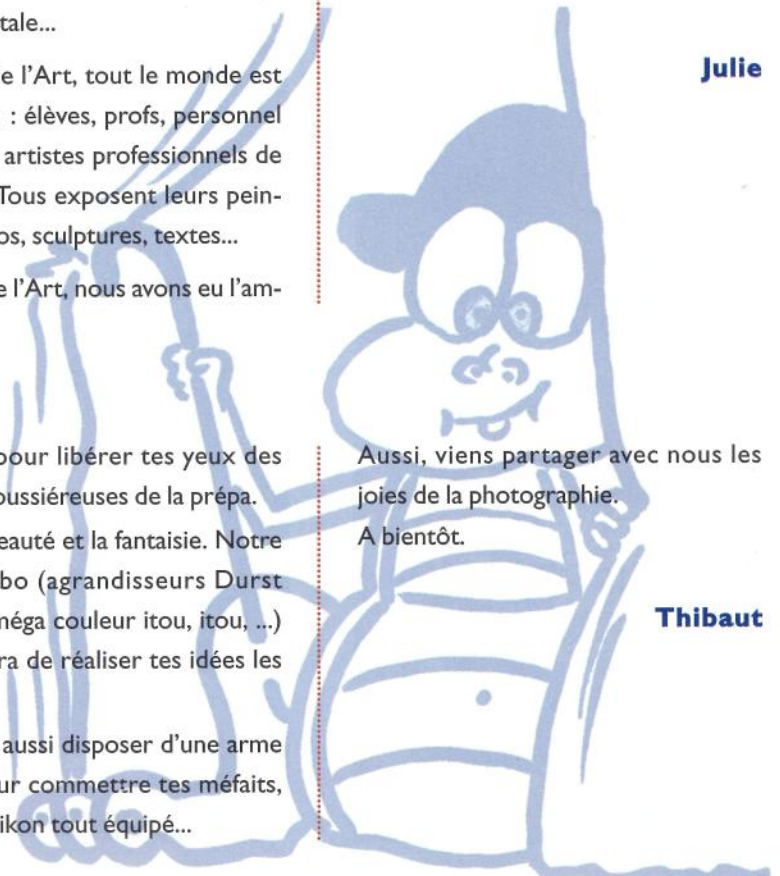 tale...
e l'Art, tout le monde est
: élèves, profs, personnel
artistes professionnels de
Tous exposent leurs pein-
os, sculptures, textes...
e l'Art, nous avons eu l'am-
Julie
pour libérer tes yeux des
oussiéreuses de la prépa.
eauté et la fantaisie. Notre
bo (agrandisseurs Durst
néga couleur itou, itou, ...)
ra de réaliser tes idées les
aussi disposer d'une arme
ur commettre tes méfaits,
ikon tout équipé...
Aussi, viens partager avec nous les
joies de la photographie.
A bientôt.
Thibaut